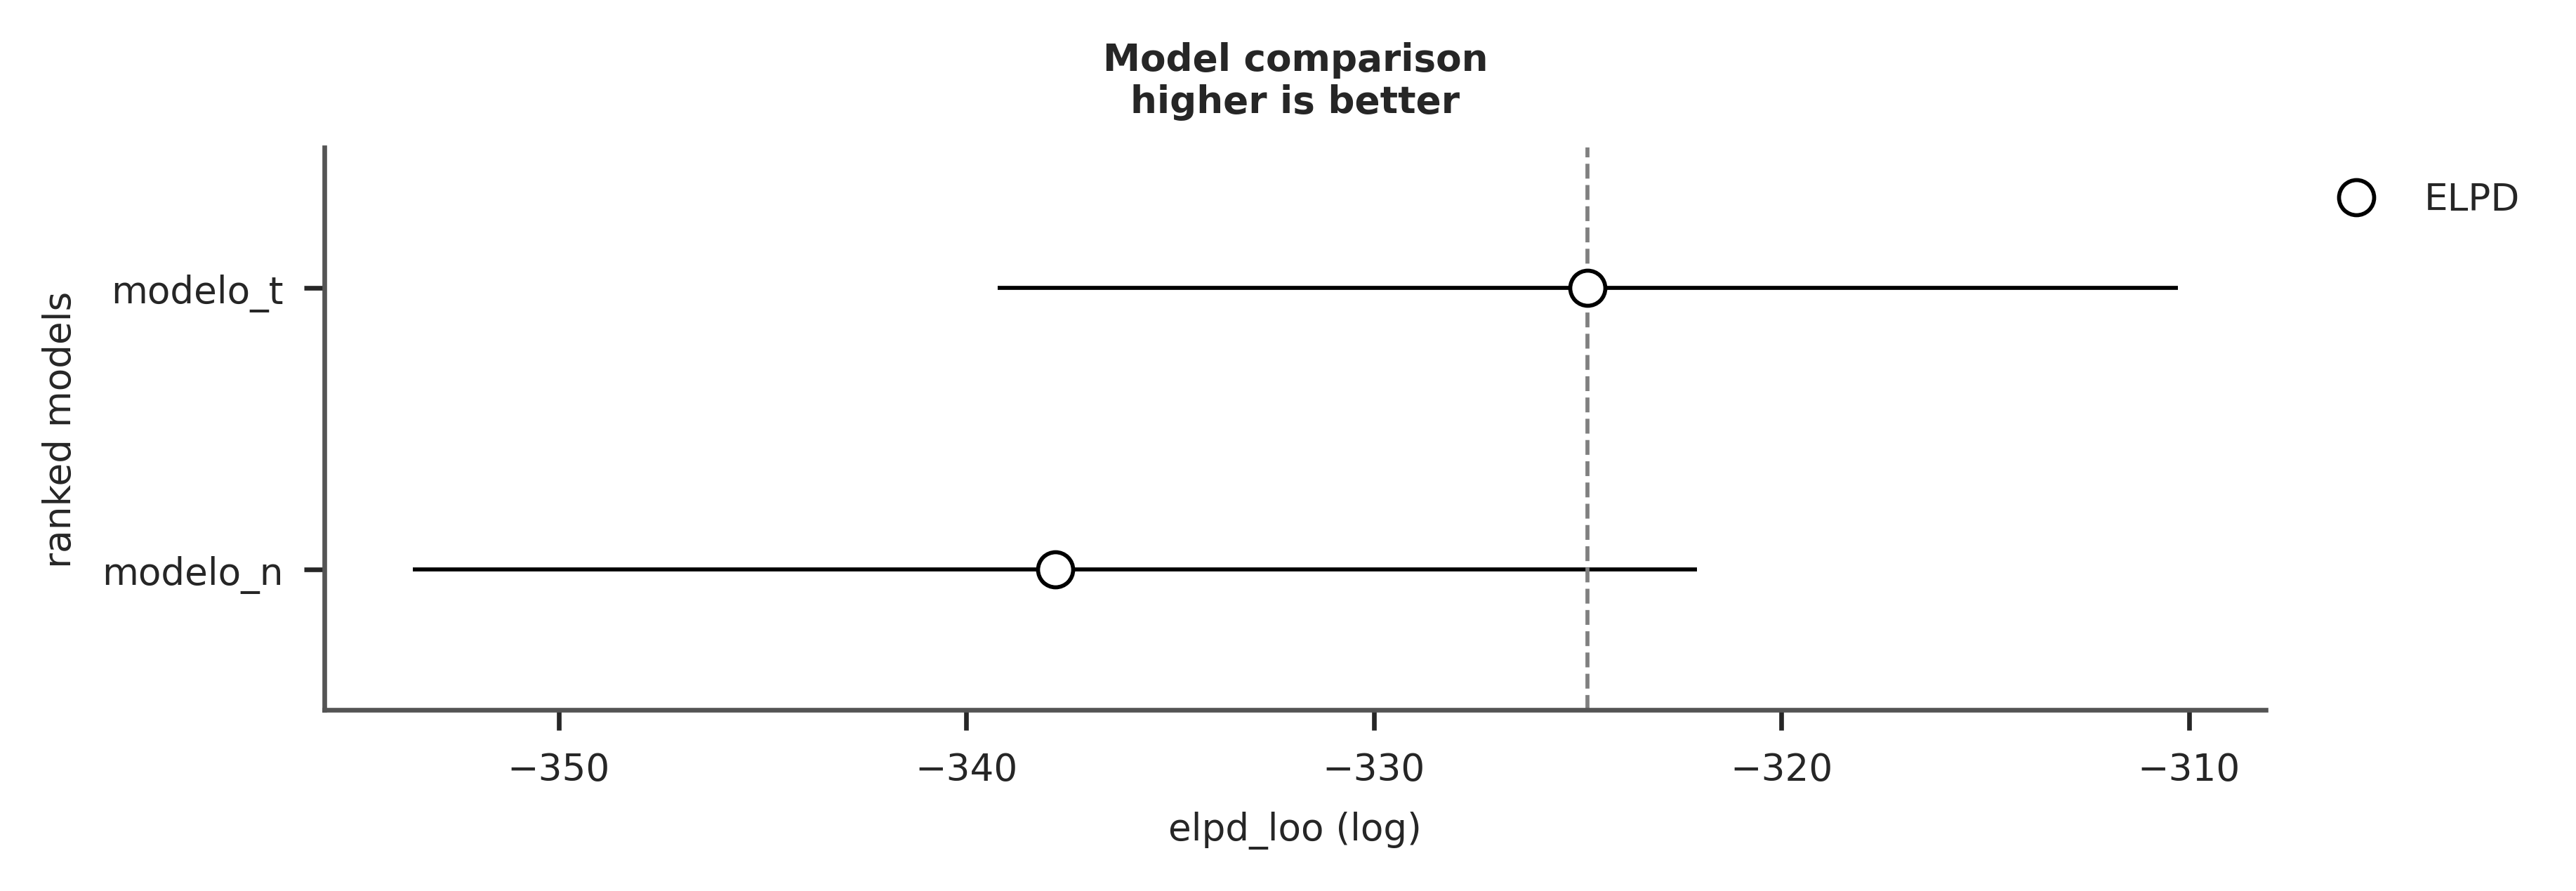 Model comparison
higher is better
ELPD
modelo_t
modelo_n
ranked models
−350
−340
−330
−320
−310
elpd_loo (log)